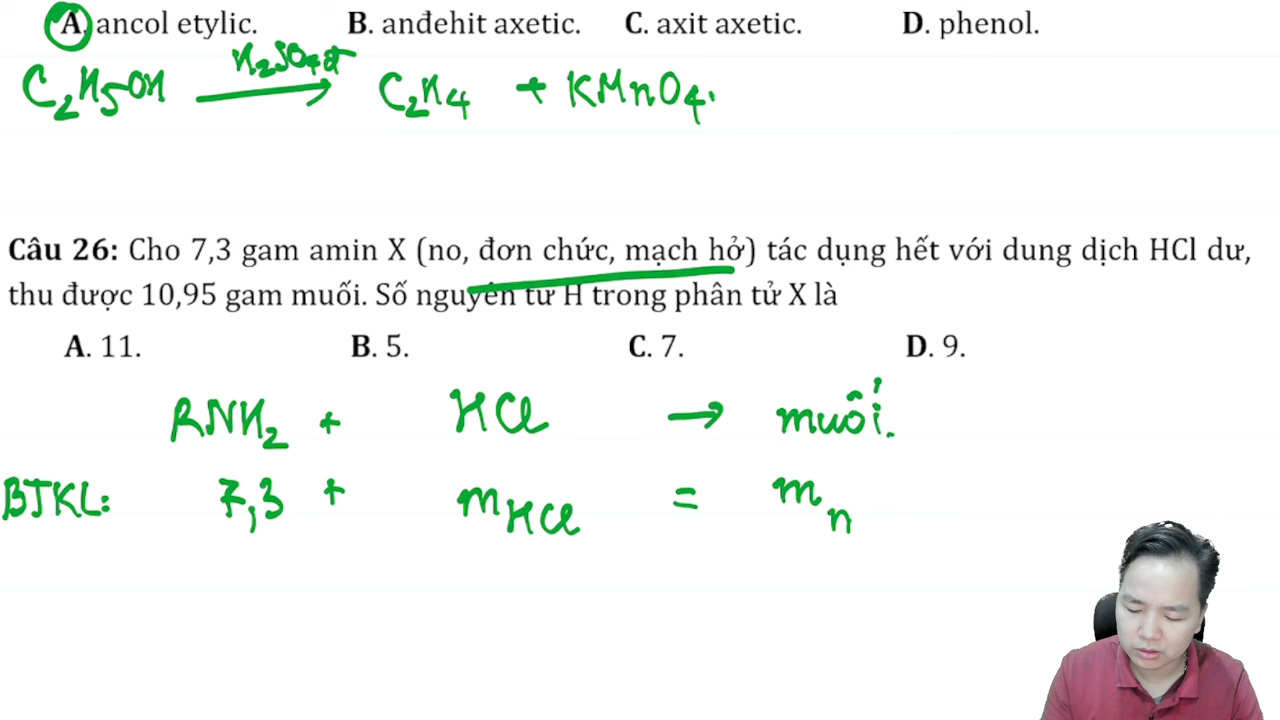 A. ancol etylic. B. anđehit axetic. C. axit axetic. D. phenol.
C₂H₅OH H₂SO₄đ → C₂H₄ + KMnO₄.
Câu 26: Cho 7,3 gam amin X (no, đơn chức, mạch hở) tác dụng hết với dung dịch HCl dư,
thu được 10,95 gam muối. Số nguyên tử H trong phân tử X là
A. 11. B. 5. C. 7. D. 9.
RNH₂ + HCl → muối.
BTKL: 7,3 + mHCl = mn